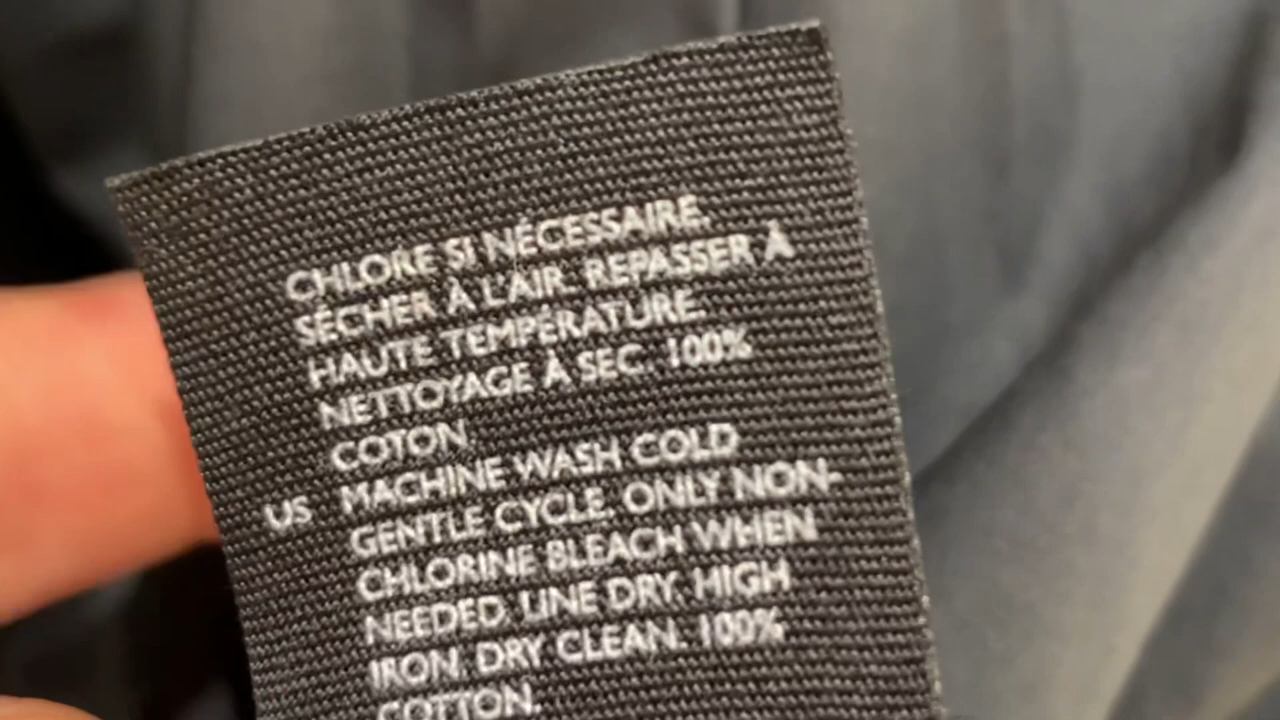 CHLORE SI NÉCESSAIRE.
SÉCHER À L'AIR. REPASSER À
HAUTE TEMPÉRATURE.
NETTOYAGE À SEC. 100%
COTON
US MACHINE WASH COLD
GENTLE CYCLE. ONLY NON-
CHLORINE BLEACH WHEN
NEEDED. LINE DRY. HIGH
IRON. DRY CLEAN. 100%
COTTON.